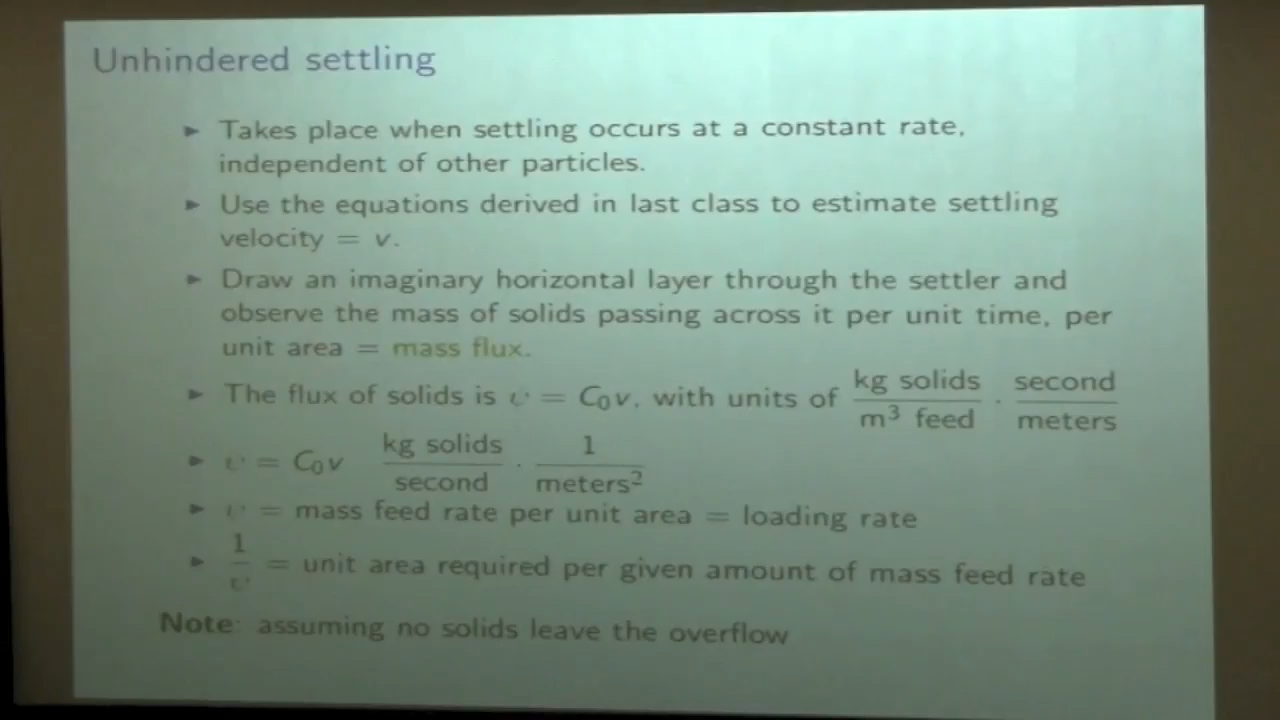 Unhindered settling
► Takes place when settling occurs at a constant rate,
independent of other particles.
► Use the equations derived in last class to estimate settling
velocity = v.
► Draw an imaginary horizontal layer through the settler and
observe the mass of solids passing across it per unit time, per
unit area = mass flux.
► The flux of solids is = C₀v, with units of kg solids / m³ feed · second / meters
► = C₀v kg solids / second · 1 / meters²
► = mass feed rate per unit area = loading rate
► 1 / = unit area required per given amount of mass feed rate
Note: assuming no solids leave the overflow